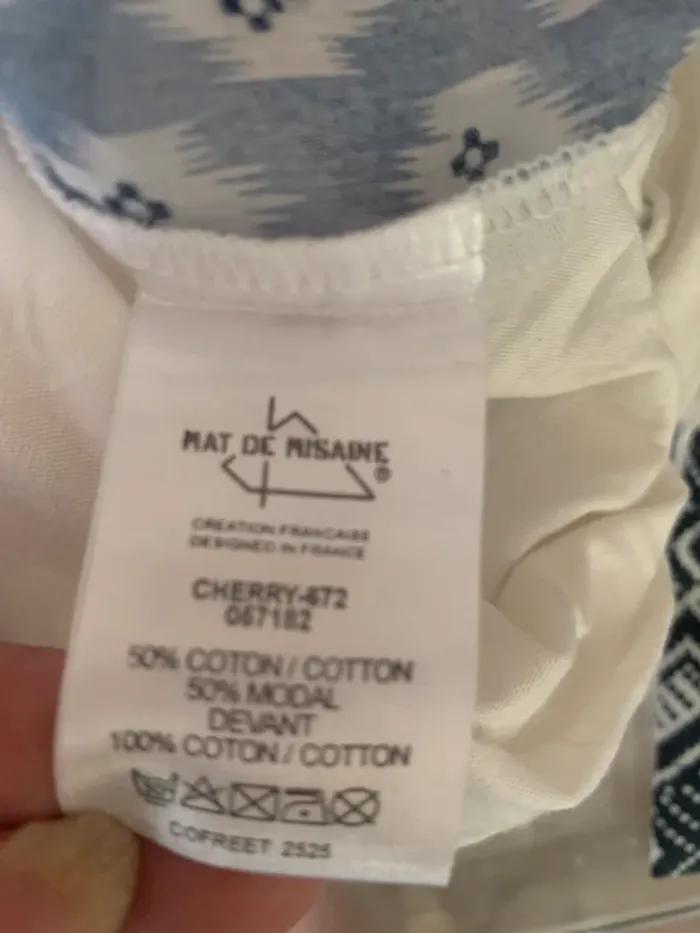 MAT DE MISAINE
®
CREATION FRANCAISE
DESIGNED IN FRANCE
CHERRY-672
067182
50% COTON / COTTON
50% MODAL
DEVANT
100% COTON / COTTON
COFREET 2525